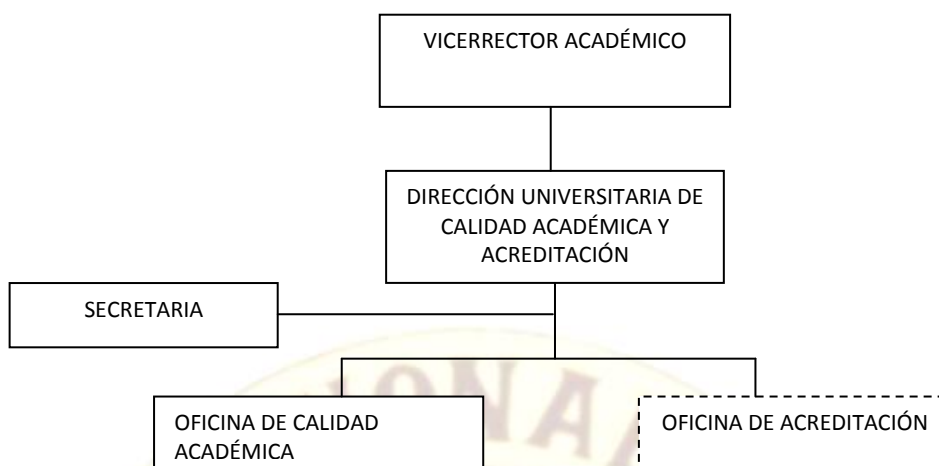 VICERRECTOR ACADÉMICO
DIRECCIÓN UNIVERSITARIA DE
CALIDAD ACADÉMICA Y
ACREDITACIÓN
SECRETARIA
OFICINA DE CALIDAD
ACADÉMICA
OFICINA DE ACREDITACIÓN